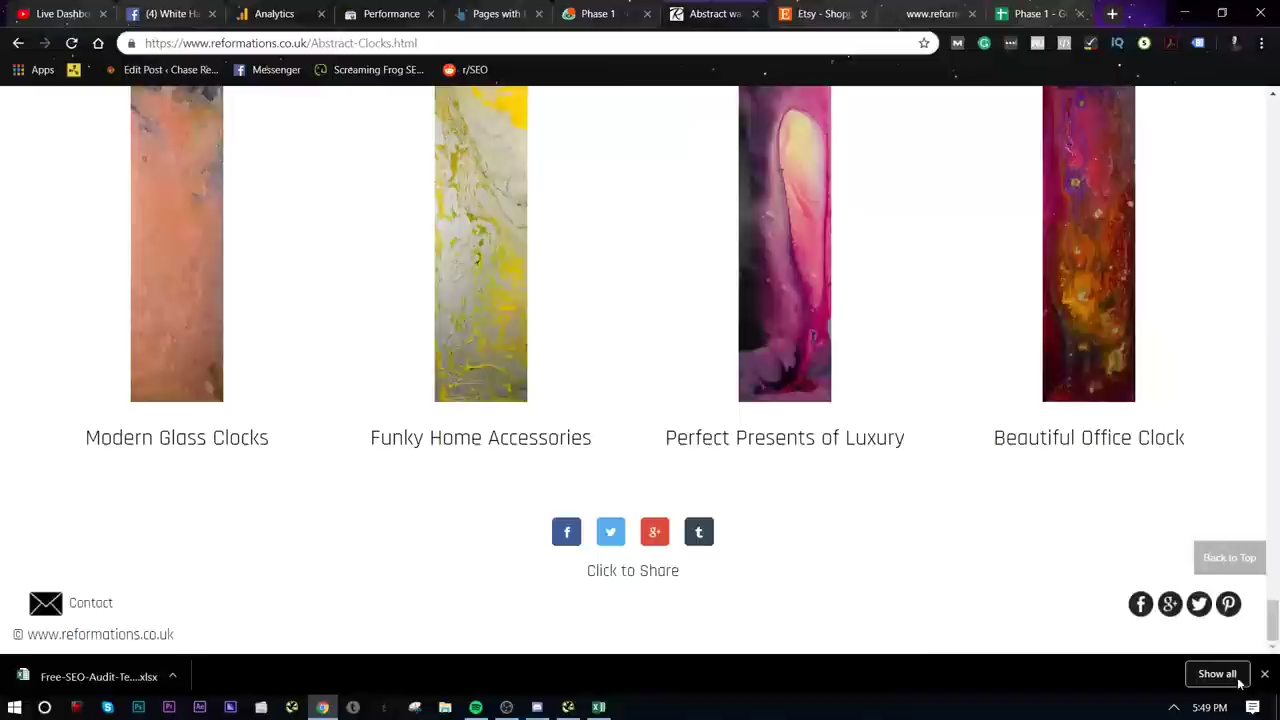 Live Dashbo
(4) White Ha
Analytics
Performance
Pages with
Phase 1
Abstract wa
Etsy - Shop
www.reform
Phase 1 - G
https://www.reformations.co.uk/Abstract-Clocks.html
Apps
Edit Post ‹ Chase Re...
Messenger
Screaming Frog SE...
r/SEO
Modern Glass Clocks
Funky Home Accessories
Perfect Presents of Luxury
Beautiful Office Clock
Click to Share
Back to Top
Contact
© www.reformations.co.uk
Free-SEO-Audit-Te....xlsx
Show all
5:49 PM